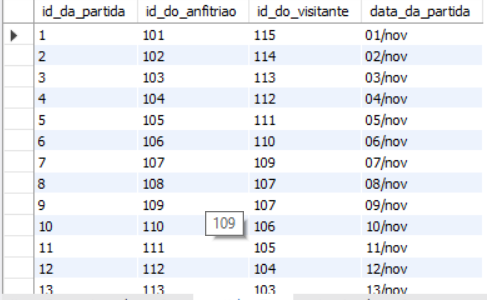 id_da_partida id_do_anfitriao id_do_visitante data_da_partida
1 101 115 01/nov
2 102 114 02/nov
3 103 113 03/nov
4 104 112 04/nov
5 105 111 05/nov
6 106 110 06/nov
7 107 109 07/nov
8 108 107 08/nov
9 109 107 09/nov
10 110 109 106 10/nov
11 111 105 11/nov
12 112 104 12/nov
13 113 103 13/nov